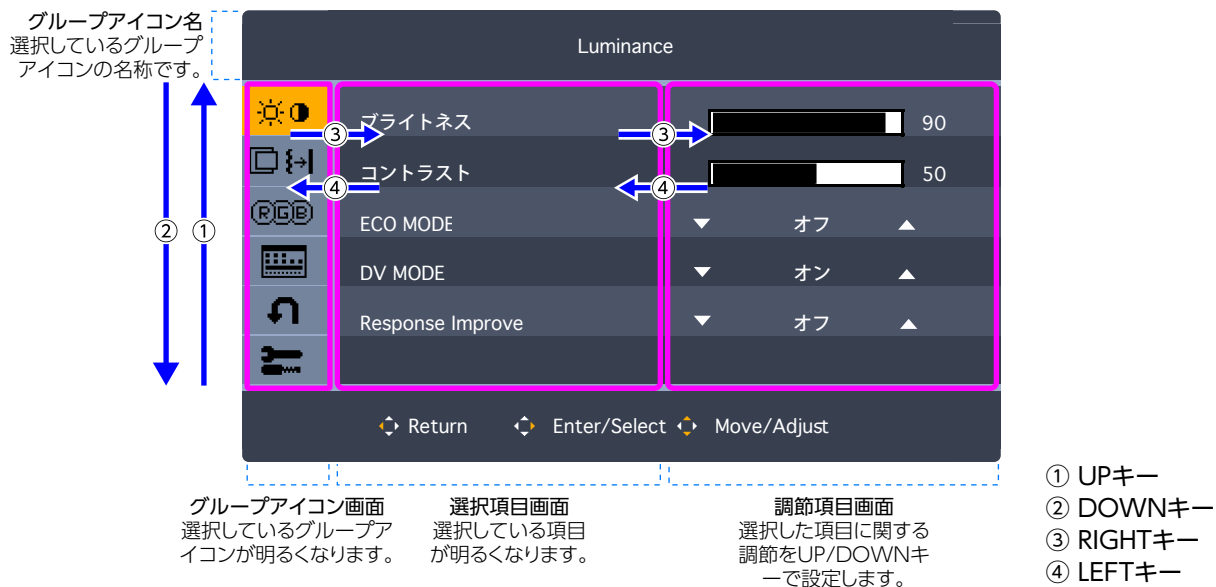 グループアイコン名
選択しているグループ
アイコンの名称です。
Luminance
ブライトネス
90
コントラスト
50
RGB
ECO MODE
オフ
DV MODE
オン
Response Improve
オフ
③
③
④
④
②
①
Return
Enter/Select
Move/Adjust
グループアイコン画面
選択しているグループア
イコンが明るくなります。
選択項目画面
選択している項目
が明るくなります。
調節項目画面
選択した項目に関する
調節をUP/DOWNキ
ーで設定します。
① UPキー
② DOWNキー
③ RIGHTキー
④ LEFTキー